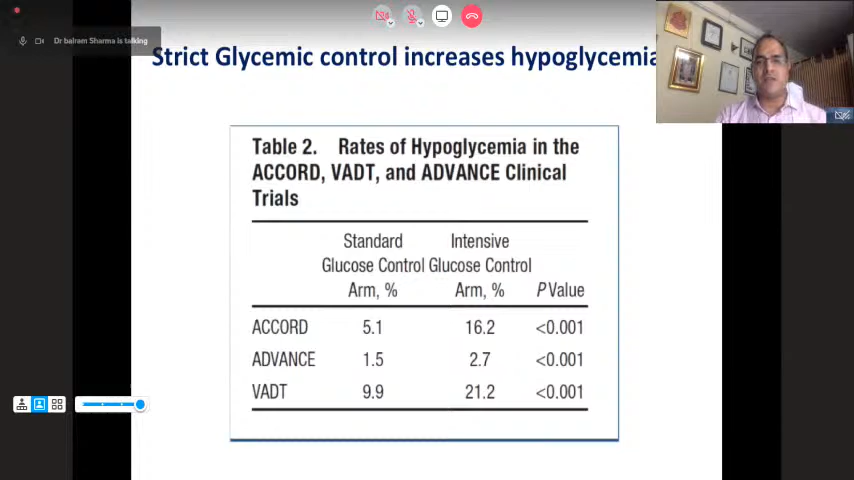 Dr balram Sharma is talking
Strict Glycemic control increases hypoglycemia
Table 2. Rates of Hypoglycemia in the
ACCORD, VADT, and ADVANCE Clinical
Trials
Standard Intensive
Glucose Control Glucose Control
Arm, % Arm, % P Value
ACCORD 5.1 16.2 <0.001
ADVANCE 1.5 2.7 <0.001
VADT 9.9 21.2 <0.001